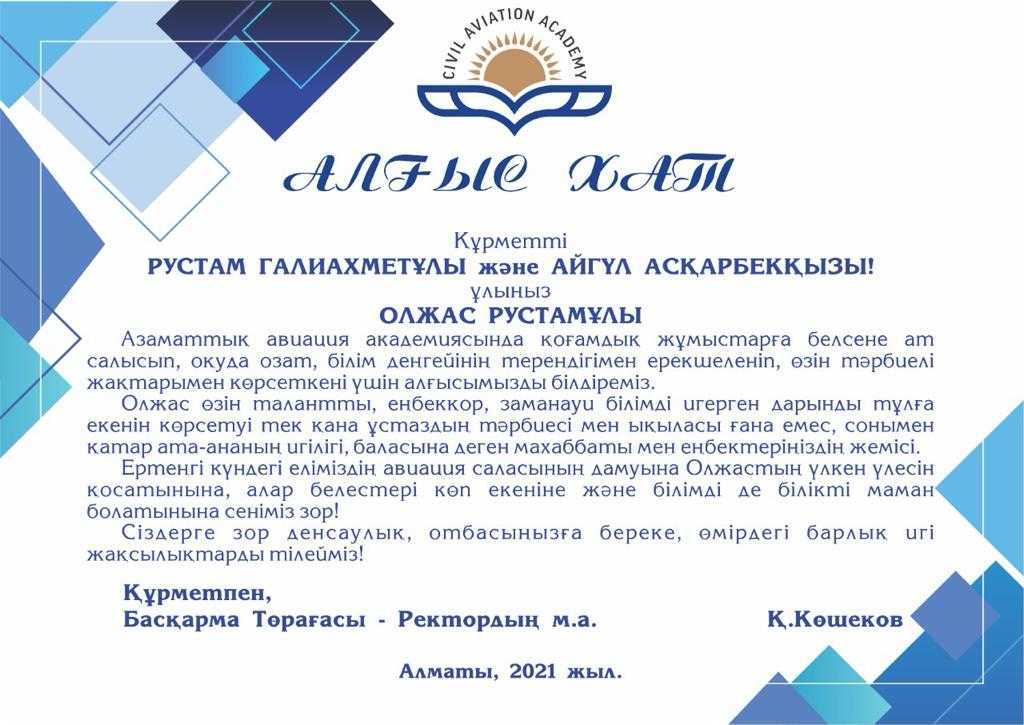 CIVIL AVIATION ACADEMY
АЛҒЫС ХАТ
Құрметті
РУСТАМ ГАЛИАХМЕТҰЛЫ және АЙГҮЛ АСҚАРБЕКҚЫЗЫ!
ұлыңыз
ОЛЖАС РУСТАМҰЛЫ
Азаматтық авиация академиясында қоғамдық жұмыстарға белсене ат
салысып, оқуда озат, білім деңгейінің тереңдігімен ерекшеленіп, өзін тәрбиелі
жақтарымен көрсеткені үшін алғысымызды білдіреміз.
Олжас өзін талантты, еңбекқор, заманауи білімді игерген дарынды тұлға
екенін көрсетуі тек қана ұстаздың тәрбиесі мен ықыласы ғана емес, сонымен
қатар ата-ананың игілігі, баласына деген махаббаты мен еңбектеріңіздің жемісі.
Ертеңгі күндегі еліміздің авиация саласының дамуына Олжастың үлкен үлесін
қосатынына, алар белестері көп екеніне және білімді де білікті маман
болатынына сеніміз зор!
Сіздерге зор денсаулық, отбасыңызға береке, өмірдегі барлық игі
жақсылықтарды тілейміз!
Құрметпен,
Басқарма Төрағасы - Ректордың м.а. Қ.Көшеков
Алматы, 2021 жыл.